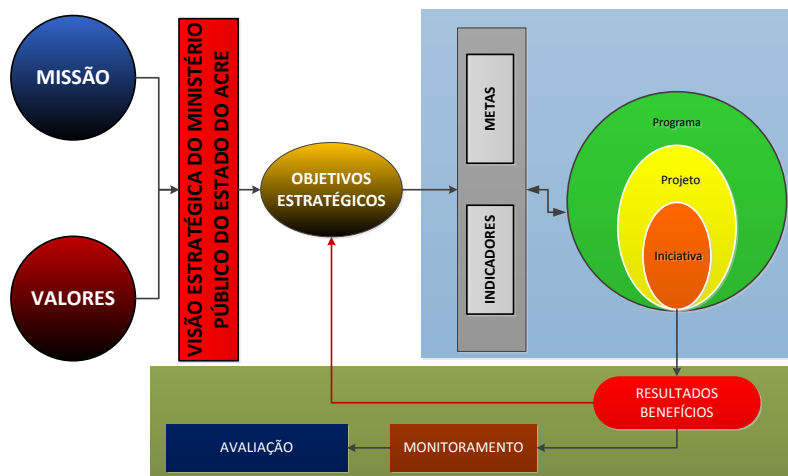 MISSÃO
VALORES
VISÃO ESTRATÉGICA DO MINISTÉRIO
PÚBLICO DO ESTADO DO ACRE
OBJETIVOS
ESTRATÉGICOS
METAS
INDICADORES
Programa
Projeto
Iniciativa
RESULTADOS
BENEFÍCIOS
MONITORAMENTO
AVALIAÇÃO